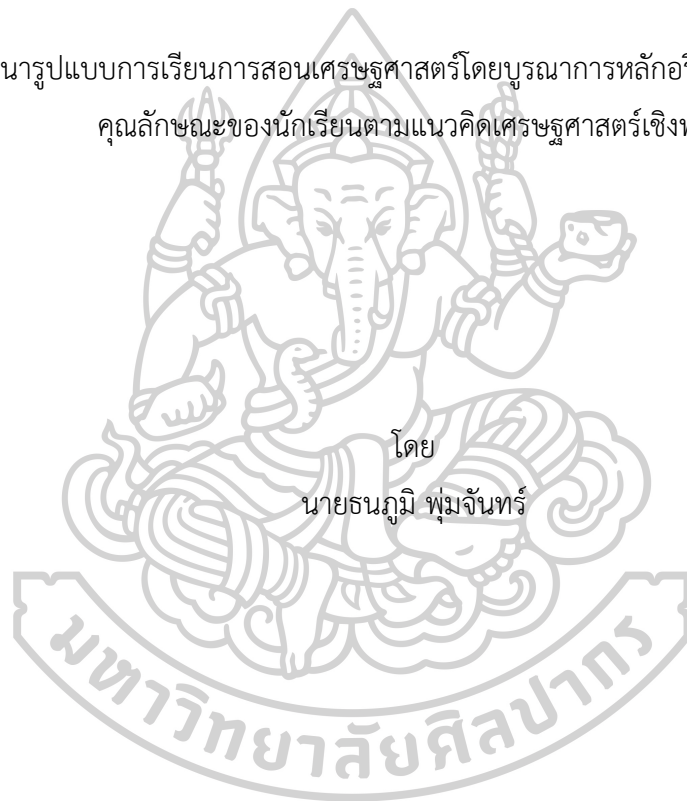 นารูปแบบการเรียนการสอนเศรษฐศาสตร์โดยบูรณาการหลักอริ
คุณลักษณะของนักเรียนตามแนวคิดเศรษฐศาสตร์เชิงพ
โดย
นายธนภูมิ พุ่มจันทร์
มหาวิทยาลัยศิลปากร